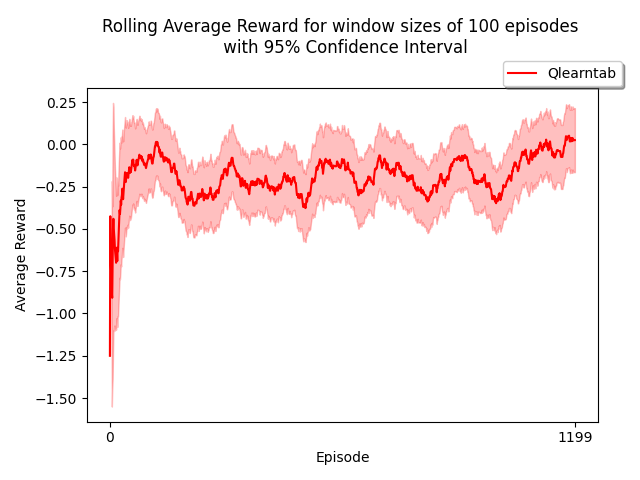 Rolling Average Reward for window sizes of 100 episodes
with 95% Confidence Interval
Qlearntab
0.25
0.00
−0.25
−0.50
−0.75
−1.00
−1.25
−1.50
Average Reward
0
1199
Episode